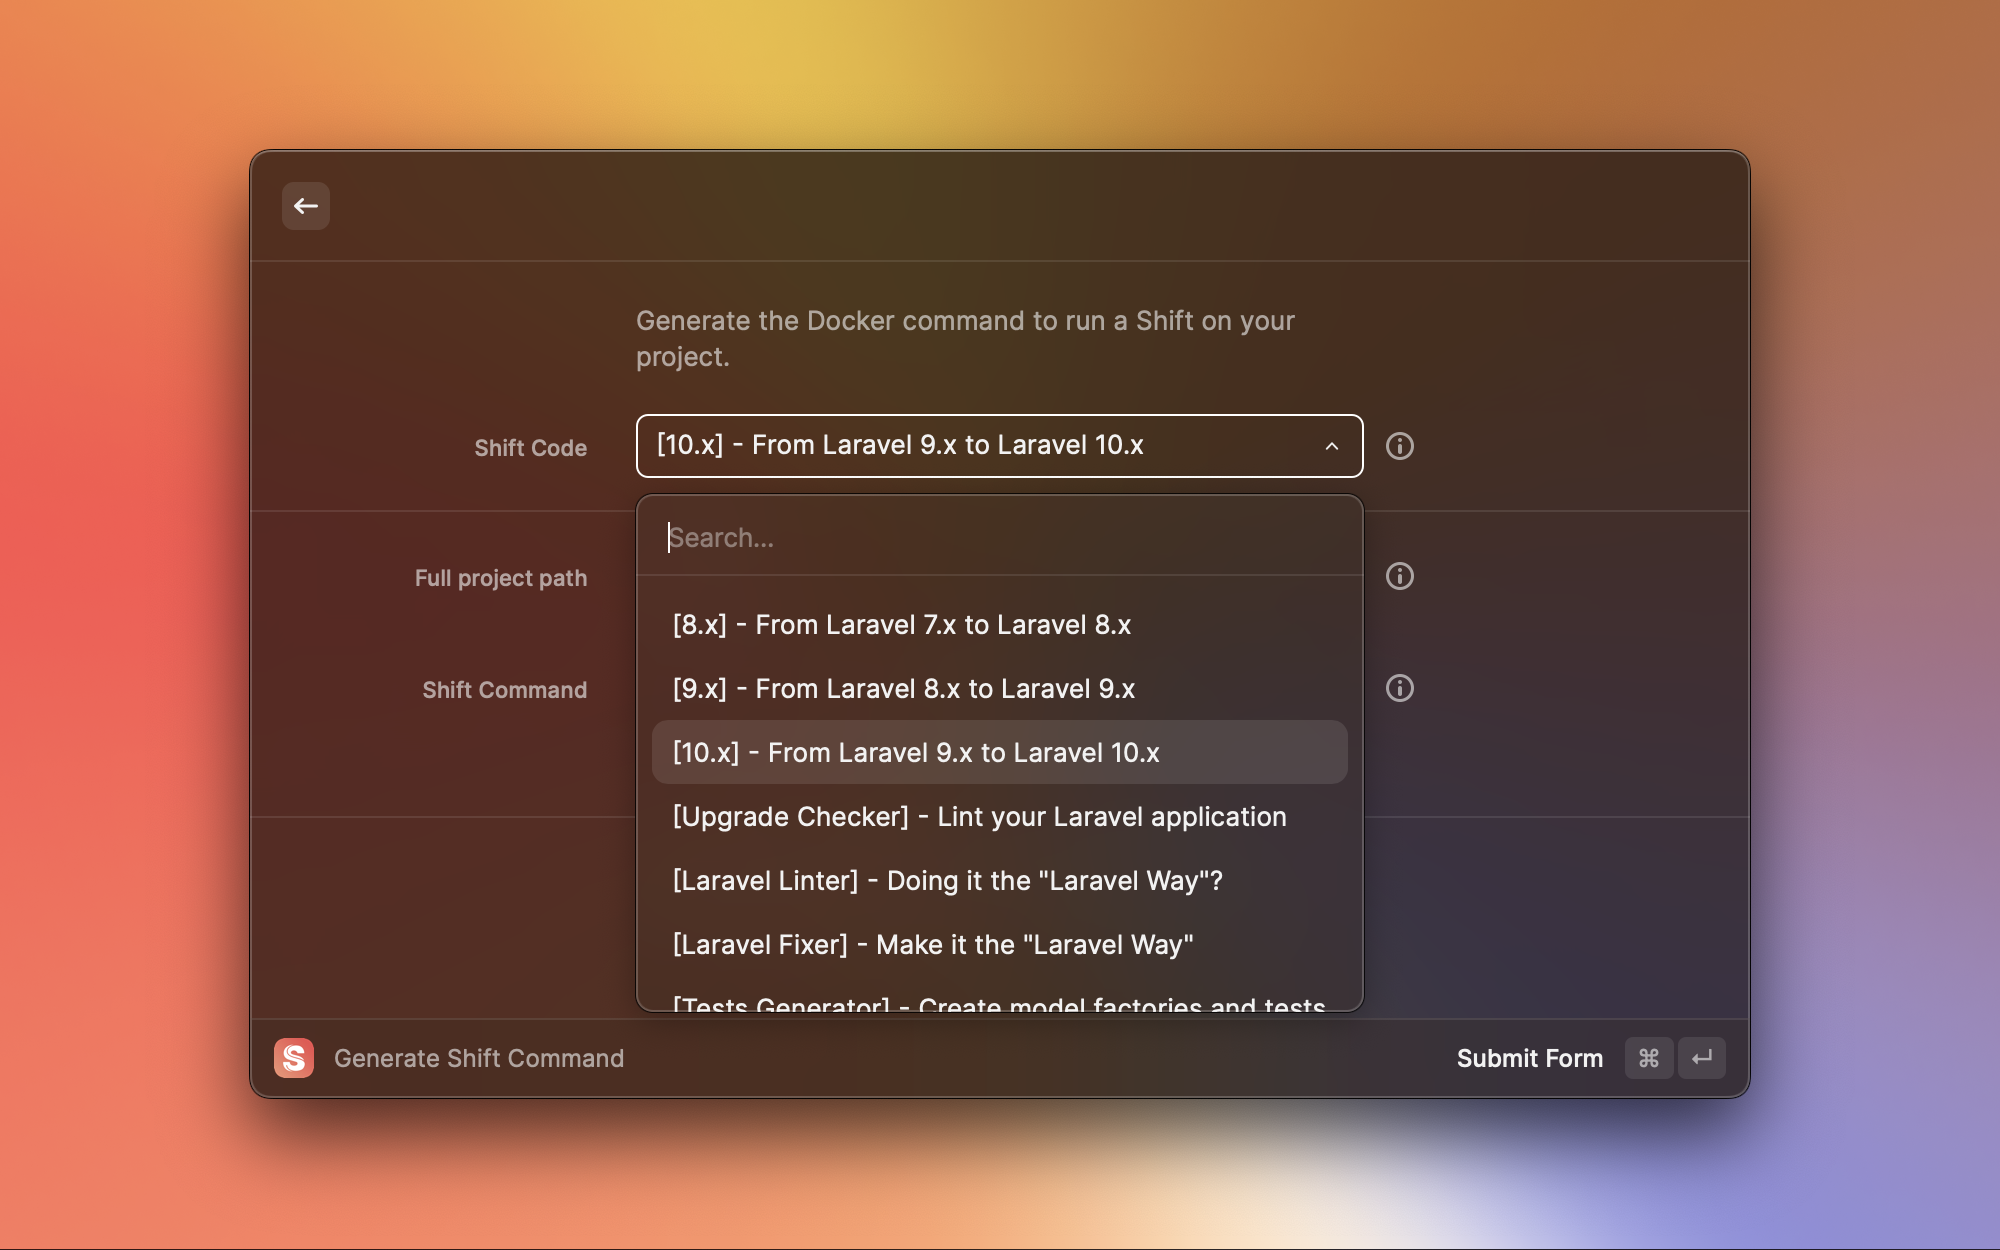 Generate the Docker command to run a Shift on your
project.
Shift Code
[10.x] - From Laravel 9.x to Laravel 10.x
Search...
Full project path
[8.x] - From Laravel 7.x to Laravel 8.x
[9.x] - From Laravel 8.x to Laravel 9.x
Shift Command
[10.x] - From Laravel 9.x to Laravel 10.x
[Upgrade Checker] - Lint your Laravel application
[Laravel Linter] - Doing it the "Laravel Way"?
[Laravel Fixer] - Make it the "Laravel Way"
[Tests Generator] - Create model factories and tests
S Generate Shift Command
Submit Form ⌘ ↵